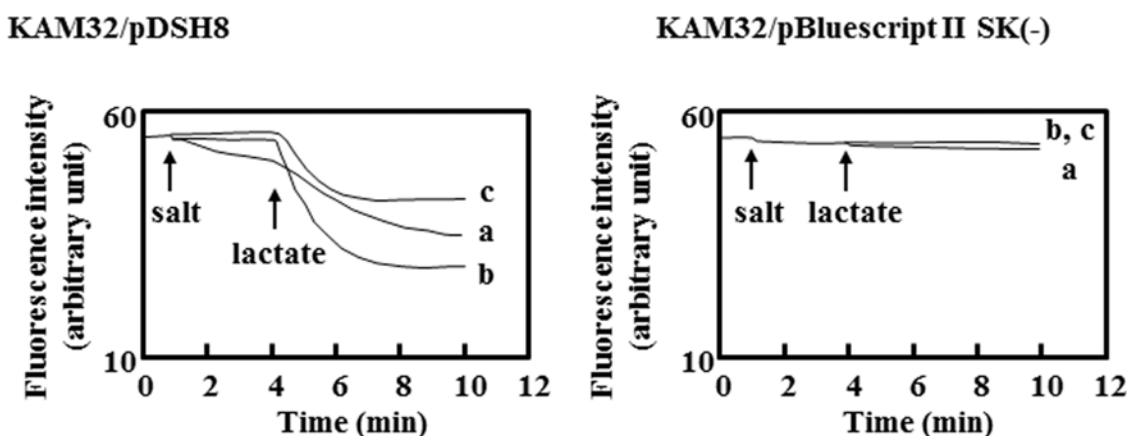 KAM32/pDSH8
Fluorescence intensity
(arbitrary unit)
60
10
salt
lactate
c
a
b
0 2 4 6 8 10 12
Time (min)
KAM32/pBluescript II SK(-)
Fluorescence intensity
(arbitrary unit)
60
10
salt lactate
b, c
a
0 2 4 6 8 10 12
Time (min)